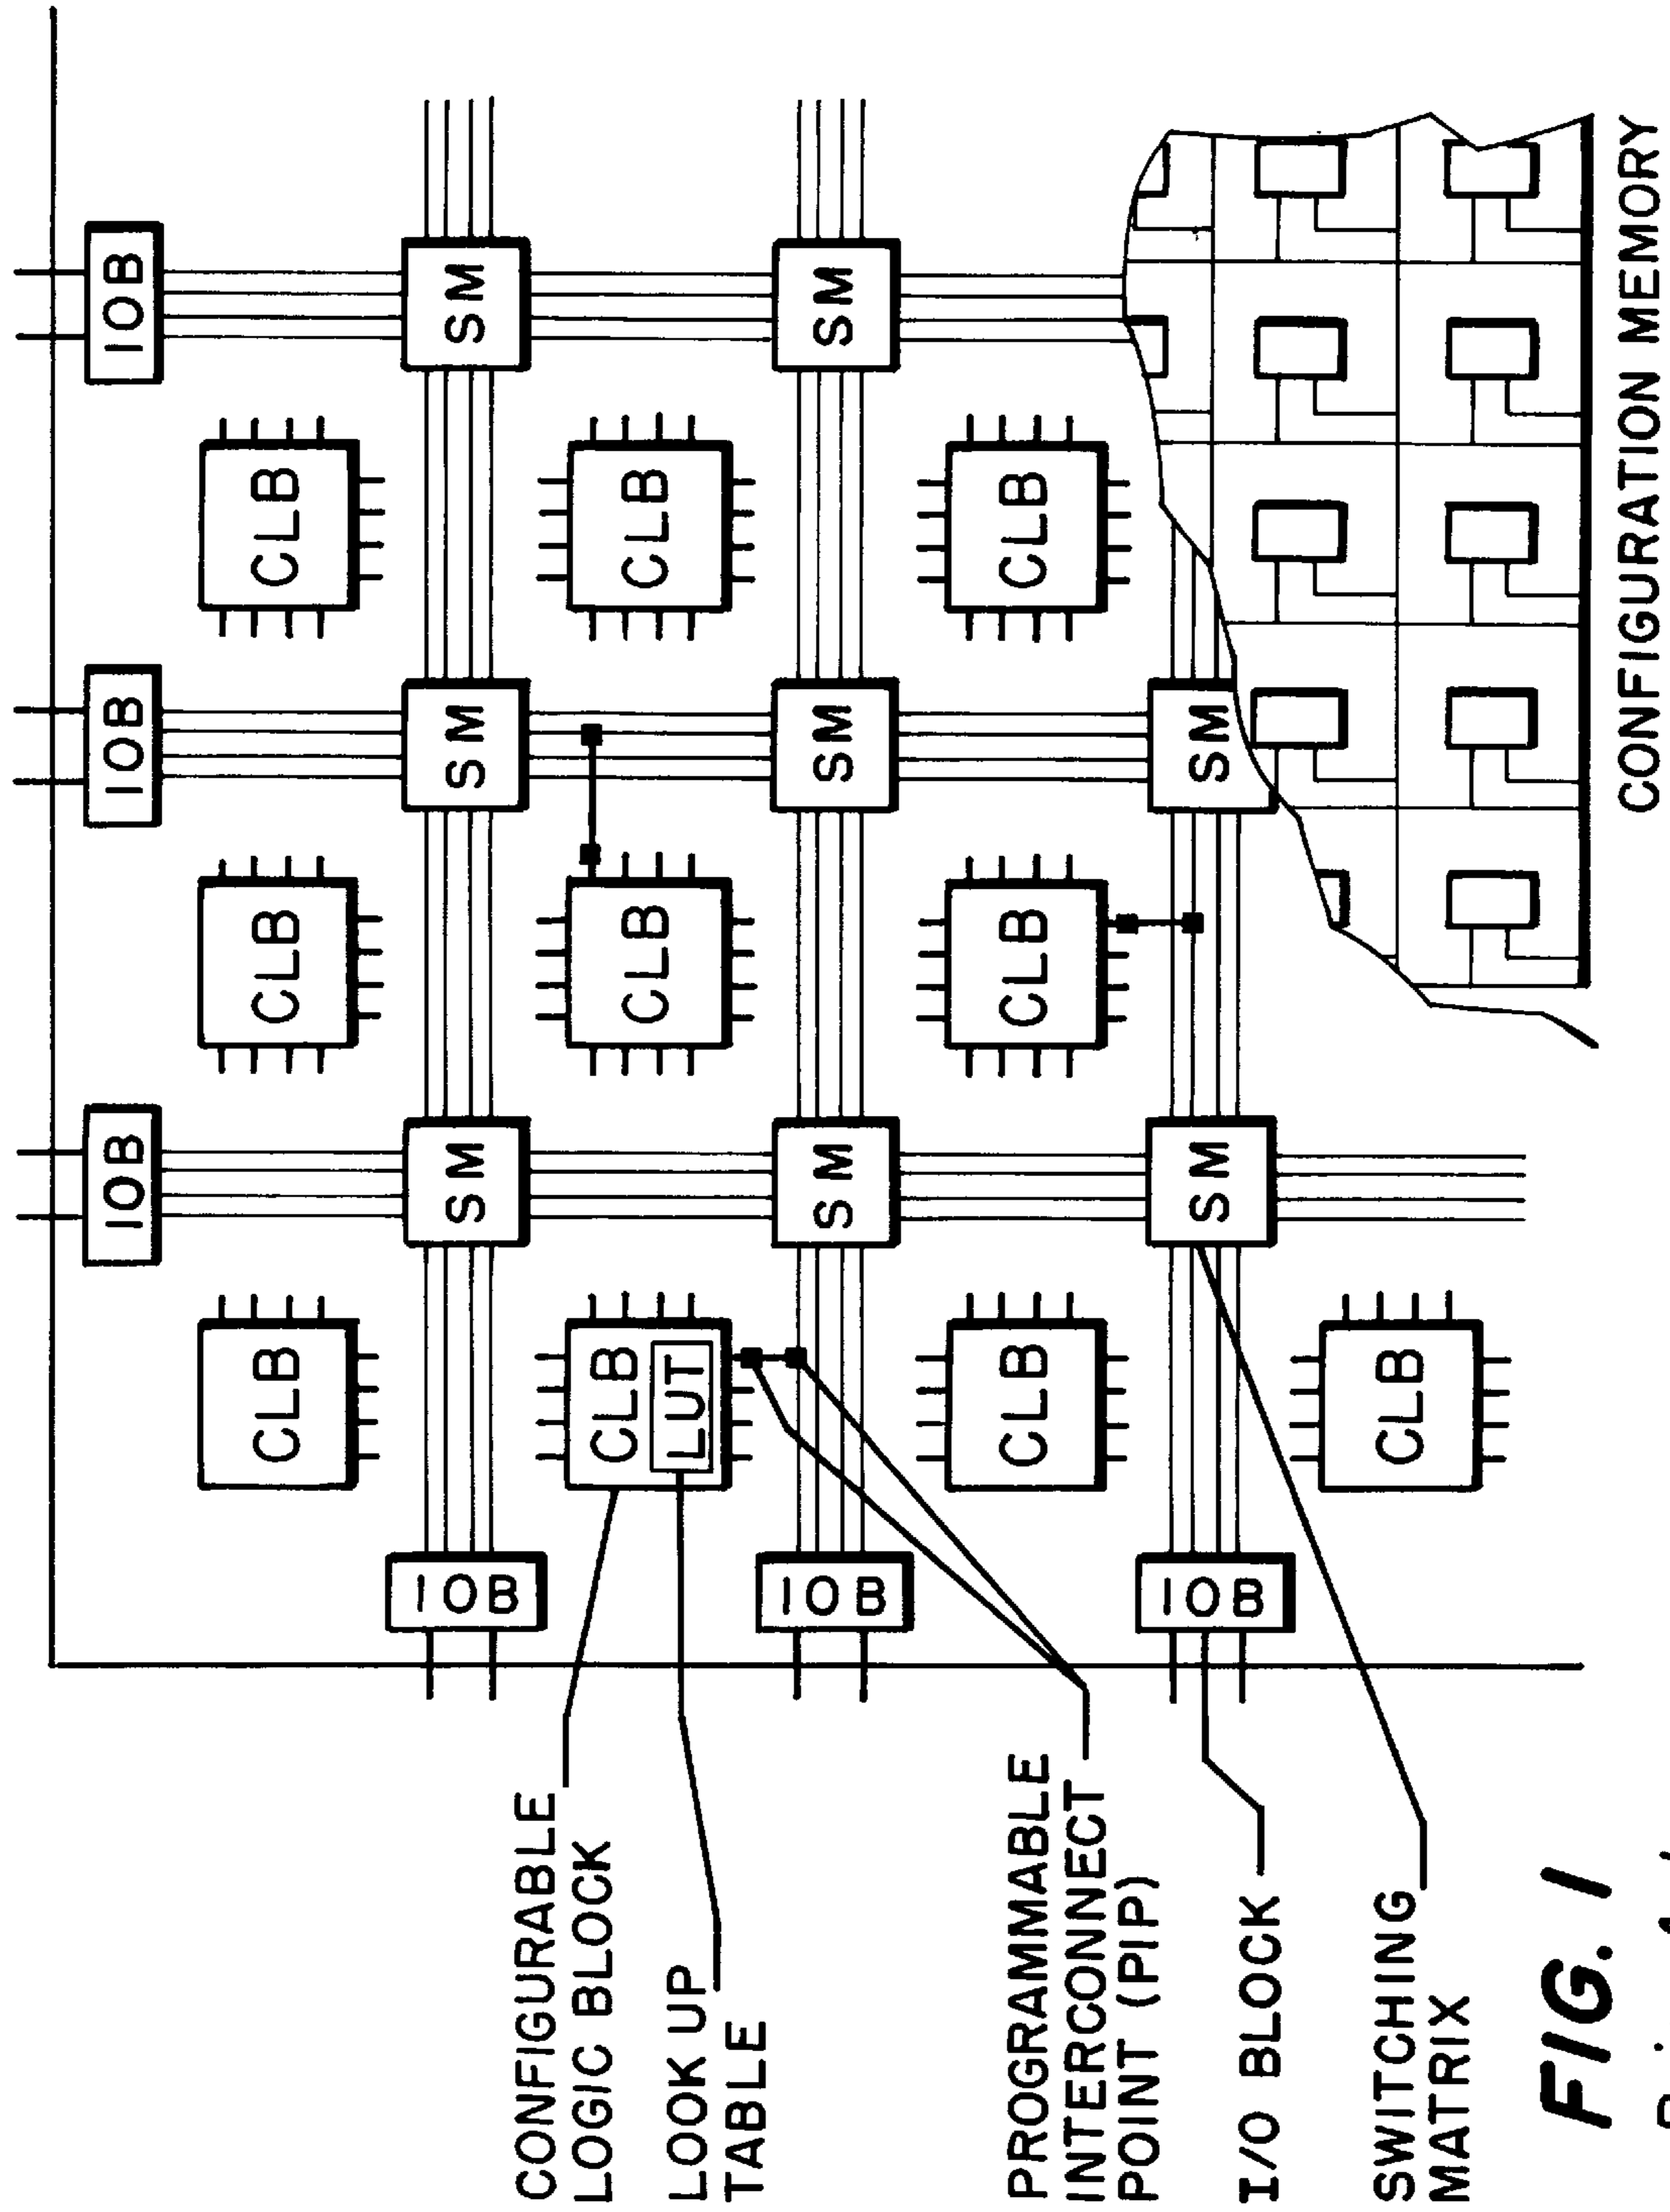 IOB IOB IOB
CLB CLB CLB
IOB SM SM SM
CONFIGURABLE
LOGIC BLOCK
CLB CLB CLB
LUT
LOOK UP
TABLE
IOB SM SM SM
CLB CLB CLB
PROGRAMMABLE
INTERCONNECT
POINT (PIP)
IOB SM SM
I/O BLOCK
CLB
SWITCHING
MATRIX
CONFIGURATION MEMORY
FIG. 1